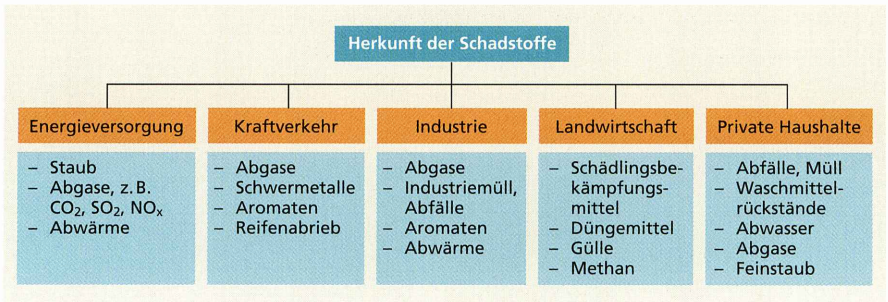 Herkunft der Schadstoffe
Energieversorgung
– Staub
– Abgase, z. B.
CO₂, SO₂, NOₓ
– Abwärme
Kraftverkehr
– Abgase
– Schwermetalle
– Aromaten
– Reifenabrieb
Industrie
– Abgase
– Industriemüll,
Abfälle
– Aromaten
– Abwärme
Landwirtschaft
– Schädlingsbe-
kämpfungs-
mittel
– Düngemittel
– Gülle
– Methan
Private Haushalte
– Abfälle, Müll
– Waschmittel-
rückstände
– Abwasser
– Abgase
– Feinstaub